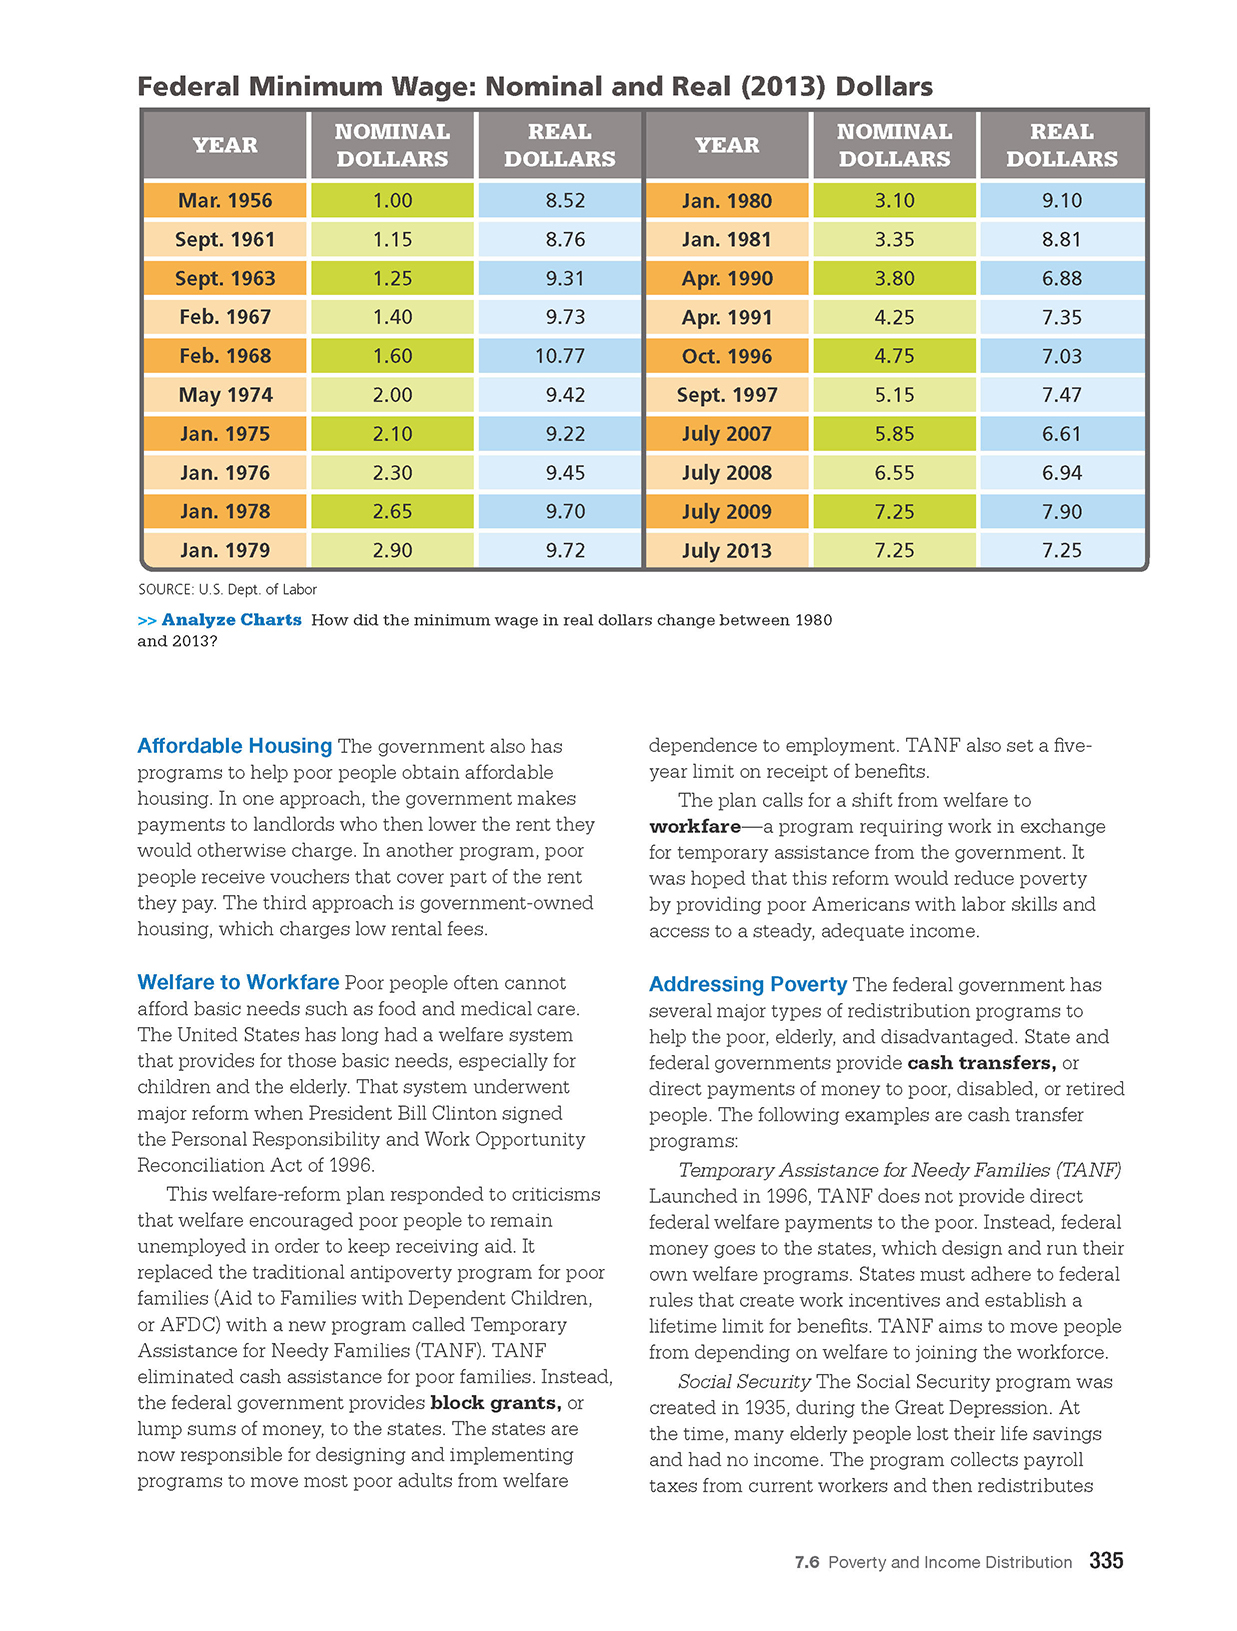 Federal Minimum Wage: Nominal and Real (2013) Dollars
YEAR NOMINAL DOLLARS REAL DOLLARS YEAR NOMINAL DOLLARS REAL DOLLARS
Mar. 1956 1.00 8.52 Jan. 1980 3.10 9.10
Sept. 1961 1.15 8.76 Jan. 1981 3.35 8.81
Sept. 1963 1.25 9.31 Apr. 1990 3.80 6.88
Feb. 1967 1.40 9.73 Apr. 1991 4.25 7.35
Feb. 1968 1.60 10.77 Oct. 1996 4.75 7.03
May 1974 2.00 9.42 Sept. 1997 5.15 7.47
Jan. 1975 2.10 9.22 July 2007 5.85 6.61
Jan. 1976 2.30 9.45 July 2008 6.55 6.94
Jan. 1978 2.65 9.70 July 2009 7.25 7.90
Jan. 1979 2.90 9.72 July 2013 7.25 7.25
SOURCE: U.S. Dept. of Labor
>> Analyze Charts How did the minimum wage in real dollars change between 1980
and 2013?
Affordable Housing The government also has
programs to help poor people obtain affordable
housing. In one approach, the government makes
payments to landlords who then lower the rent they
would otherwise charge. In another program, poor
people receive vouchers that cover part of the rent
they pay. The third approach is government-owned
housing, which charges low rental fees.
Welfare to Workfare Poor people often cannot
afford basic needs such as food and medical care.
The United States has long had a welfare system
that provides for those basic needs, especially for
children and the elderly. That system underwent
major reform when President Bill Clinton signed
the Personal Responsibility and Work Opportunity
Reconciliation Act of 1996.
This welfare-reform plan responded to criticisms
that welfare encouraged poor people to remain
unemployed in order to keep receiving aid. It
replaced the traditional antipoverty program for poor
families (Aid to Families with Dependent Children,
or AFDC) with a new program called Temporary
Assistance for Needy Families (TANF). TANF
eliminated cash assistance for poor families. Instead,
the federal government provides block grants, or
lump sums of money, to the states. The states are
now responsible for designing and implementing
programs to move most poor adults from welfare
dependence to employment. TANF also set a five-
year limit on receipt of benefits.
The plan calls for a shift from welfare to
workfare—a program requiring work in exchange
for temporary assistance from the government. It
was hoped that this reform would reduce poverty
by providing poor Americans with labor skills and
access to a steady, adequate income.
Addressing Poverty The federal government has
several major types of redistribution programs to
help the poor, elderly, and disadvantaged. State and
federal governments provide cash transfers, or
direct payments of money to poor, disabled, or retired
people. The following examples are cash transfer
programs:
Temporary Assistance for Needy Families (TANF)
Launched in 1996, TANF does not provide direct
federal welfare payments to the poor. Instead, federal
money goes to the states, which design and run their
own welfare programs. States must adhere to federal
rules that create work incentives and establish a
lifetime limit for benefits. TANF aims to move people
from depending on welfare to joining the workforce.
Social Security The Social Security program was
created in 1935, during the Great Depression. At
the time, many elderly people lost their life savings
and had no income. The program collects payroll
taxes from current workers and then redistributes
7.6 Poverty and Income Distribution 335